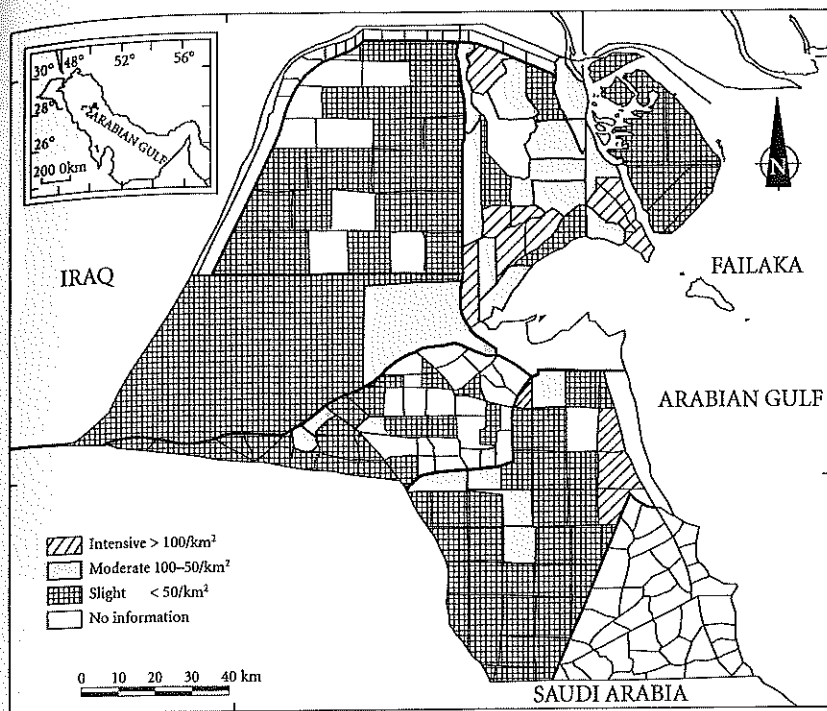 48° 52° 56°
30°
28°
26°
ARABIAN GULF
200 0km
N
IRAQ
FAILAKA
ARABIAN GULF
Intensive > 100/km²
Moderate 100–50/km²
Slight < 50/km²
No information
0 10 20 30 40 km
SAUDI ARABIA